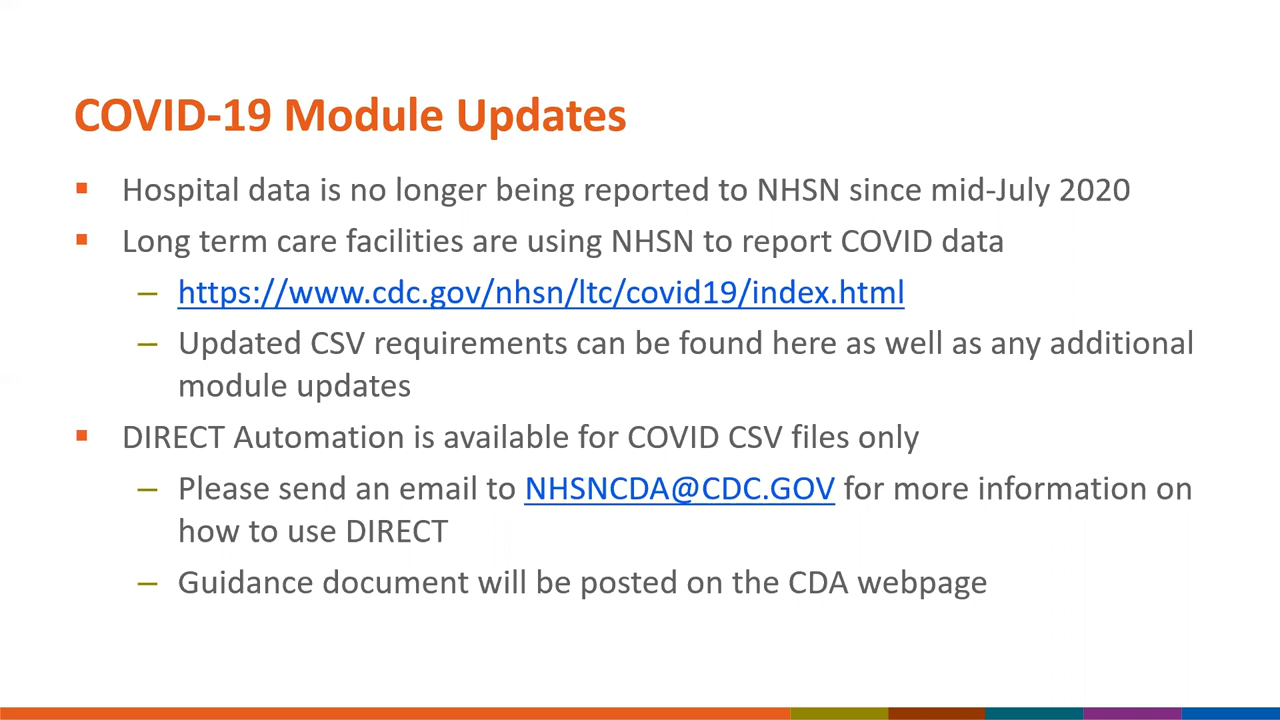 COVID-19 Module Updates
▪ Hospital data is no longer being reported to NHSN since mid-July 2020
▪ Long term care facilities are using NHSN to report COVID data
– https://www.cdc.gov/nhsn/ltc/covid19/index.html
– Updated CSV requirements can be found here as well as any additional
module updates
▪ DIRECT Automation is available for COVID CSV files only
– Please send an email to NHSNCDA@CDC.GOV for more information on
how to use DIRECT
– Guidance document will be posted on the CDA webpage